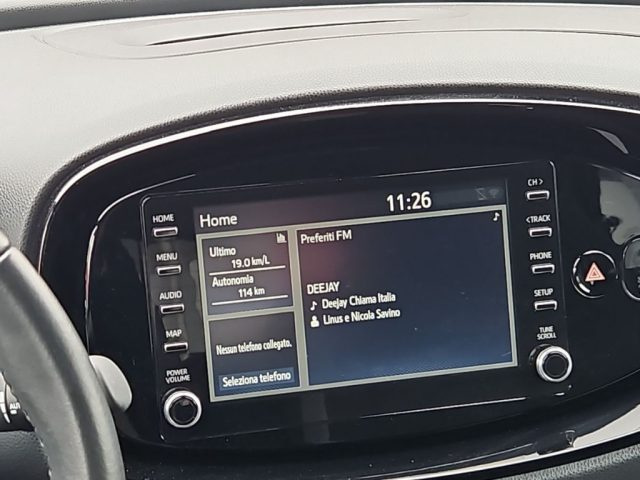 11:26
Home
HOME
MENU
AUDIO
MAP
POWER
VOLUME
Ultimo
19.0 km/L
Autonomia
114 km
Nessun telefono collegato.
Seleziona telefono
Preferiti FM
DEEJAY
Deejay Chiama Italia
Linus e Nicola Savino
CH >
<TRACK
PHONE
SETUP
TUNE
SCROLL